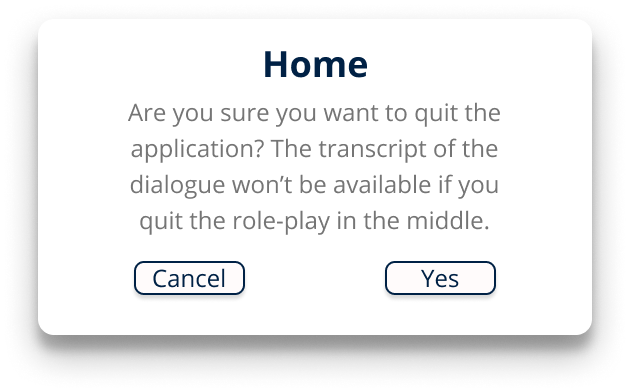 Home
Are you sure you want to quit the
application? The transcript of the
dialogue won’t be available if you
quit the role-play in the middle.
Cancel Yes